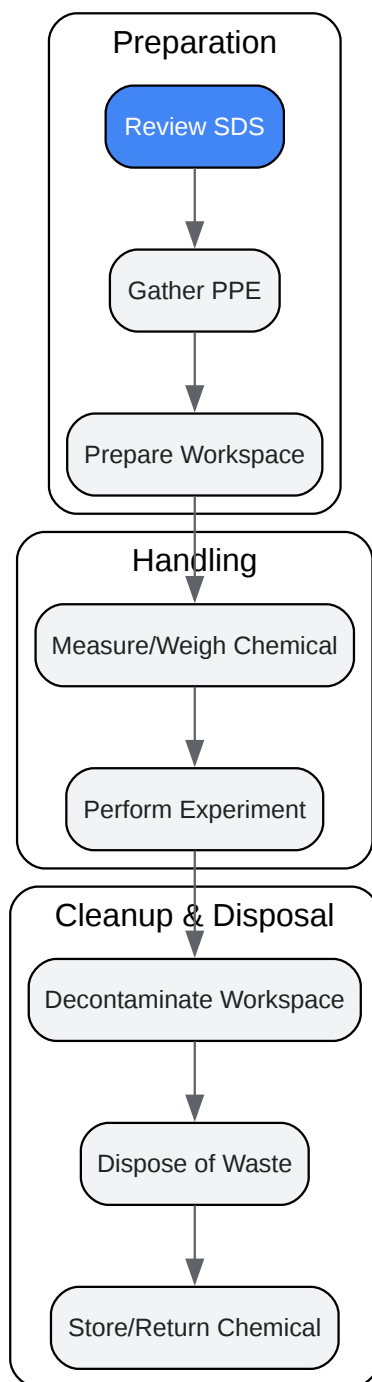 Preparation
Review SDS
Gather PPE
Prepare Workspace
Handling
Measure/Weigh Chemical
Perform Experiment
Cleanup & Disposal
Decontaminate Workspace
Dispose of Waste
Store/Return Chemical